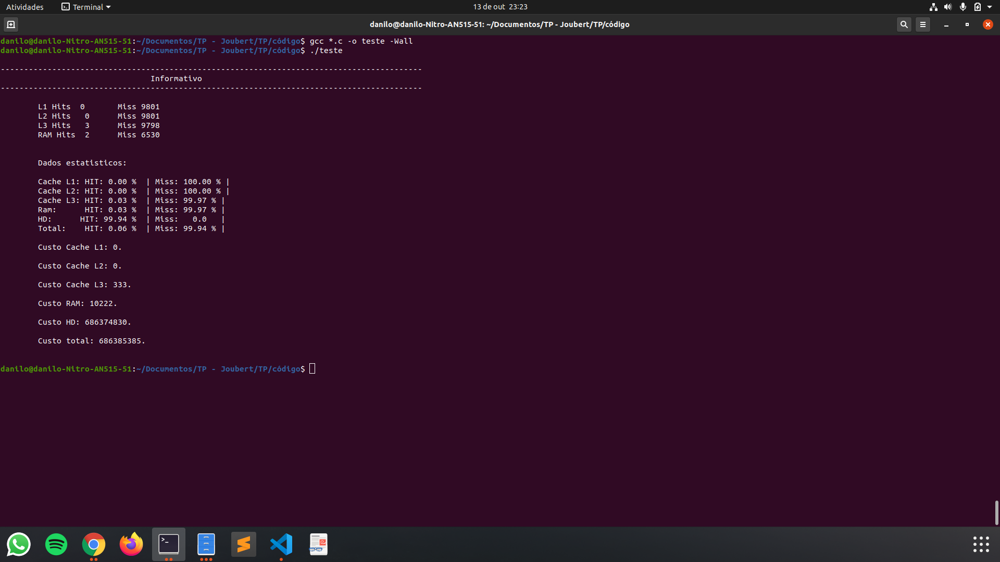 Atividades Terminal 13 de out 23:23
danilo@danilo-Nitro-AN515-51: ~/Documentos/TP - Joubert/TP/código
danilo@danilo-Nitro-AN515-51:~/Documentos/TP - Joubert/TP/código$ gcc *.c -o teste -Wall
danilo@danilo-Nitro-AN515-51:~/Documentos/TP - Joubert/TP/código$ ./teste
------------------------------------------------------------------------------------------
Informativo
------------------------------------------------------------------------------------------
L1 Hits 0 Miss 9801
L2 Hits 0 Miss 9801
L3 Hits 3 Miss 9798
RAM Hits 2 Miss 6530
Dados estatisticos:
Cache L1: HIT: 0.00 % | Miss: 100.00 % |
Cache L2: HIT: 0.00 % | Miss: 100.00 % |
Cache L3: HIT: 0.03 % | Miss: 99.97 % |
Ram: HIT: 0.03 % | Miss: 99.97 % |
HD: HIT: 99.94 % | Miss: 0.0 |
Total: HIT: 0.06 % | Miss: 99.94 % |
Custo Cache L1: 0.
Custo Cache L2: 0.
Custo Cache L3: 333.
Custo RAM: 10222.
Custo HD: 686374830.
Custo total: 686385385.
danilo@danilo-Nitro-AN515-51:~/Documentos/TP - Joubert/TP/código$